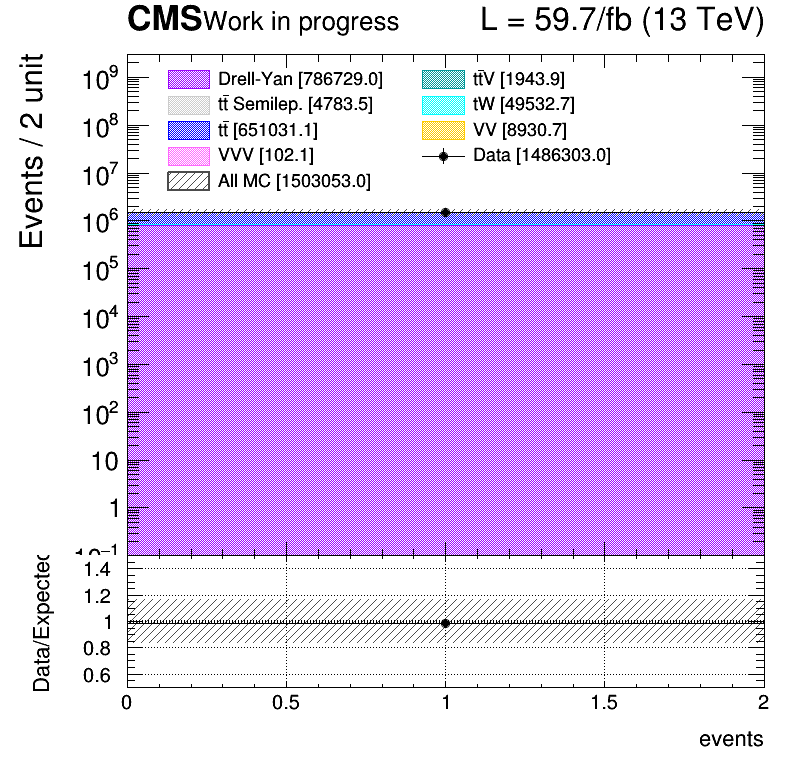 CMS Work in progress L = 59.7/fb (13 TeV)
Events / 2 unit
Drell-Yan [786729.0]
tt̄ Semilep. [4783.5]
tt̄ [651031.1]
VVV [102.1]
All MC [1503053.0]
tt̄V [1943.9]
tW [49532.7]
VV [8930.7]
Data [1486303.0]
10⁹
10⁸
10⁷
10⁶
10⁵
10⁴
10³
10²
10
1
10⁻¹
Data/Expected
1.4
1.2
1
0.8
0.6
0 0.5 1 1.5 2
events